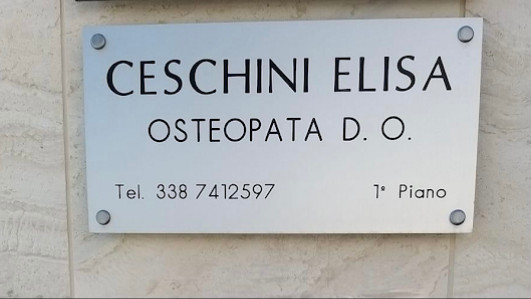 CESCHINI ELISA
OSTEOPATA D. O.
Tel. 338 7412597 1° Piano